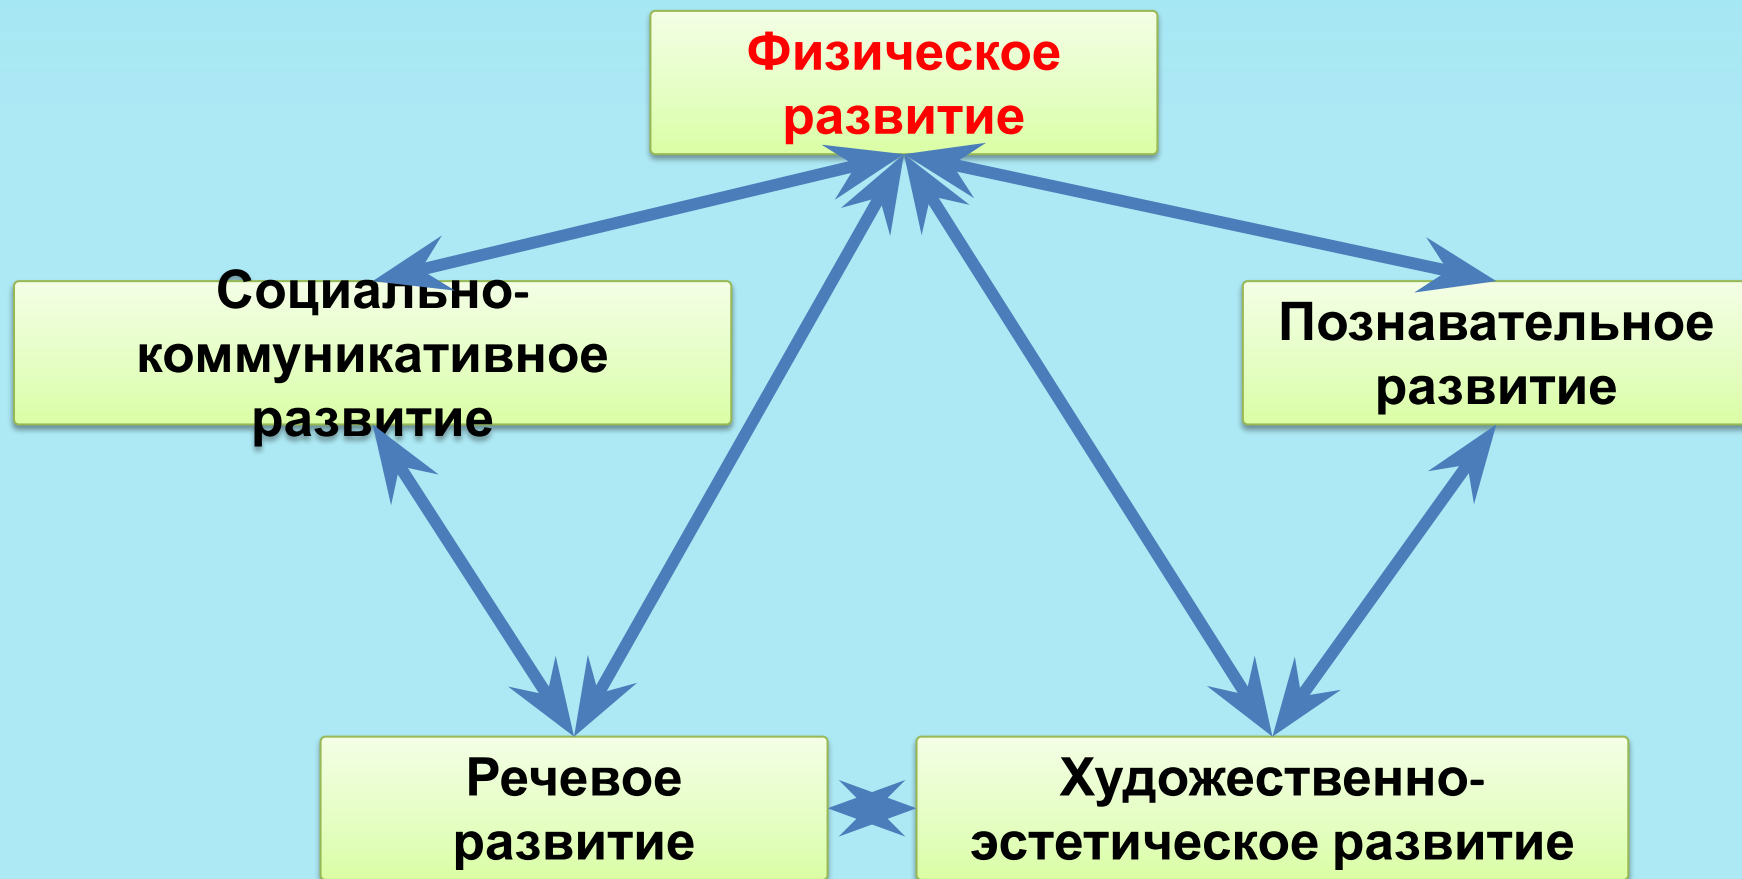 Физическое
развитие
Социально-
коммуникативное
развитие
Познавательное
развитие
Речевое
развитие
Художественно-
эстетическое развитие